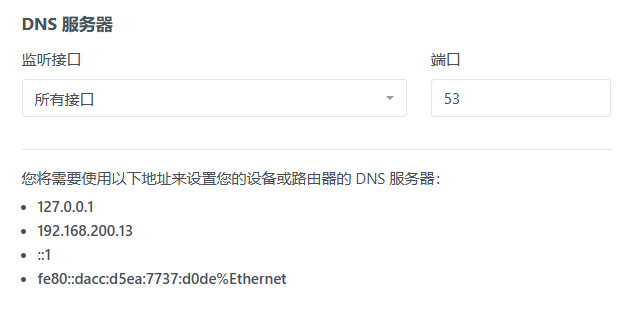 DNS 服务器
监听接口 端口
所有接口 53
您将需要使用以下地址来设置您的设备或路由器的 DNS 服务器：
127.0.0.1
192.168.200.13
::1
fe80::dacc:d5ea:7737:d0de%Ethernet